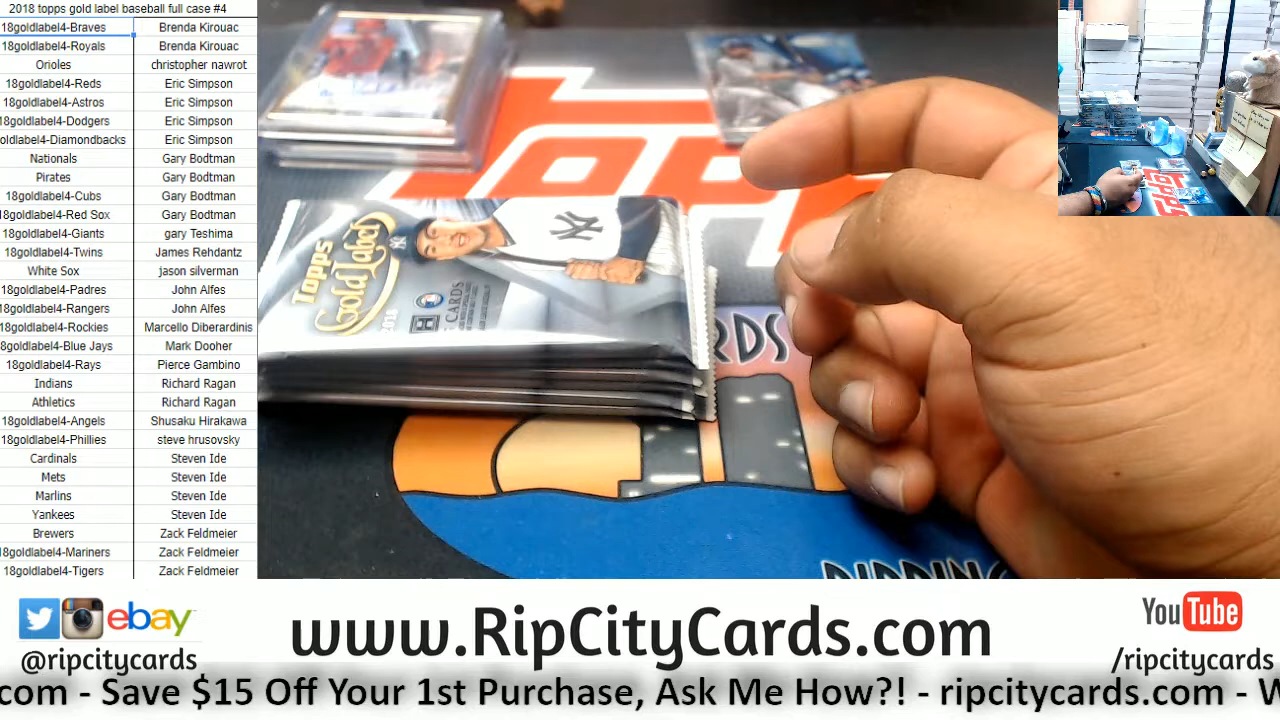 2018 topps gold label baseball full case #4
18goldlabel4-Braves Brenda Kirouac
18goldlabel4-Royals Brenda Kirouac
Orioles christopher nawrot
18goldlabel4-Reds Eric Simpson
18goldlabel4-Astros Eric Simpson
18goldlabel4-Dodgers Eric Simpson
oldlabel4-Diamondbacks Eric Simpson
Nationals Gary Bodtman
Pirates Gary Bodtman
18goldlabel4-Cubs Gary Bodtman
8goldlabel4-Red Sox Gary Bodtman
18goldlabel4-Giants gary Teshima
18goldlabel4-Twins James Rehdantz
White Sox jason silverman
18goldlabel4-Padres John Alfes
18goldlabel4-Rangers John Alfes
18goldlabel4-Rockies Marcello Diberardinis
8goldlabel4-Blue Jays Mark Dooher
18goldlabel4-Rays Pierce Gambino
Indians Richard Ragan
Athletics Richard Ragan
18goldlabel4-Angels Shusaku Hirakawa
18goldlabel4-Phillies steve hrusovsky
Cardinals Steven Ide
Mets Steven Ide
Marlins Steven Ide
Yankees Steven Ide
Brewers Zack Feldmeier
18goldlabel4-Mariners Zack Feldmeier
18goldlabel4-Tigers Zack Feldmeier
Topps
Gold Label
2018
CARDS
TOPPS
RDS
RIPPING
ebay
@ripcitycards
www.RipCityCards.com
YouTube
/ripcitycards
.com - Save $15 Off Your 1st Purchase, Ask Me How?! - ripcitycards.com - W